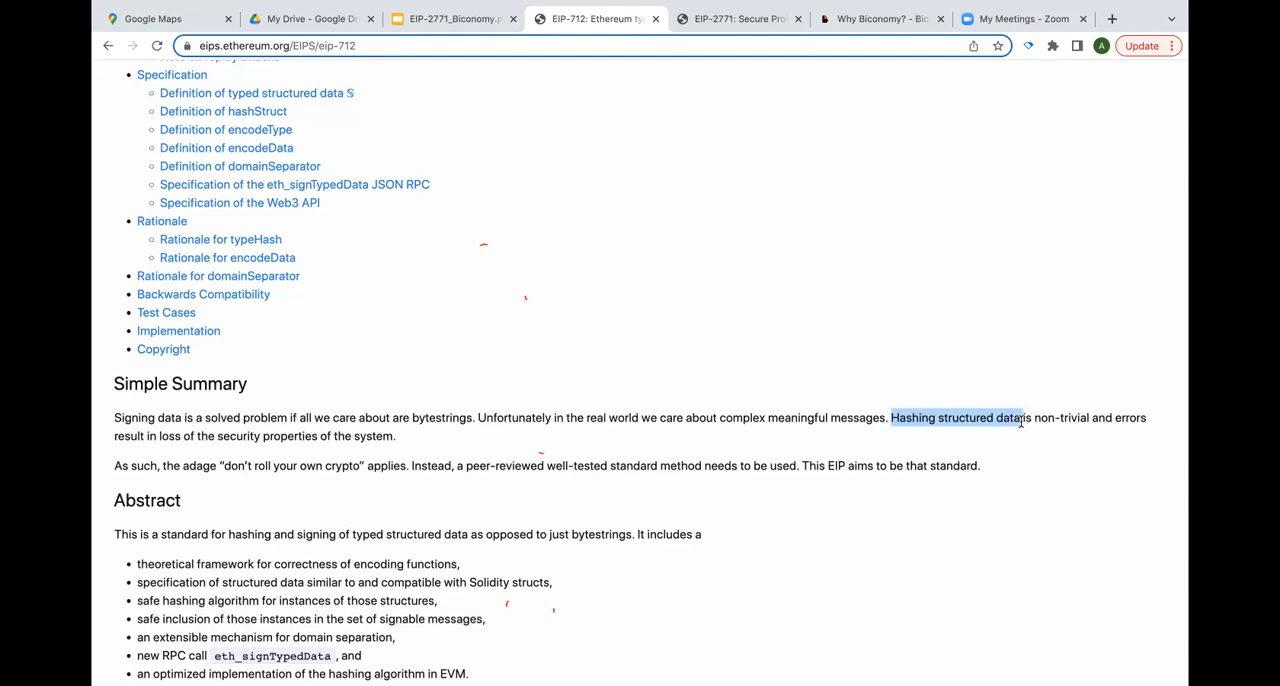 Google Maps
My Drive - Google Dr
EIP-2771_Biconomy.p
EIP-712: Ethereum ty
EIP-2771: Secure Pro
Why Biconomy? - Bic
My Meetings - Zoom
eips.ethereum.org/EIPS/eip-712
A
Update
Specification
Definition of typed structured data 𝕊
Definition of hashStruct
Definition of encodeType
Definition of encodeData
Definition of domainSeparator
Specification of the eth_signTypedData JSON RPC
Specification of the Web3 API
Rationale
Rationale for typeHash
Rationale for encodeData
Rationale for domainSeparator
Backwards Compatibility
Test Cases
Implementation
Copyright
Simple Summary
Signing data is a solved problem if all we care about are bytestrings. Unfortunately in the real world we care about complex meaningful messages. Hashing structured data is non-trivial and errors
result in loss of the security properties of the system.
As such, the adage “don’t roll your own crypto” applies. Instead, a peer-reviewed well-tested standard method needs to be used. This EIP aims to be that standard.
Abstract
This is a standard for hashing and signing of typed structured data as opposed to just bytestrings. It includes a
theoretical framework for correctness of encoding functions,
specification of structured data similar to and compatible with Solidity structs,
safe hashing algorithm for instances of those structures,
safe inclusion of those instances in the set of signable messages,
an extensible mechanism for domain separation,
new RPC call eth_signTypedData , and
an optimized implementation of the hashing algorithm in EVM.